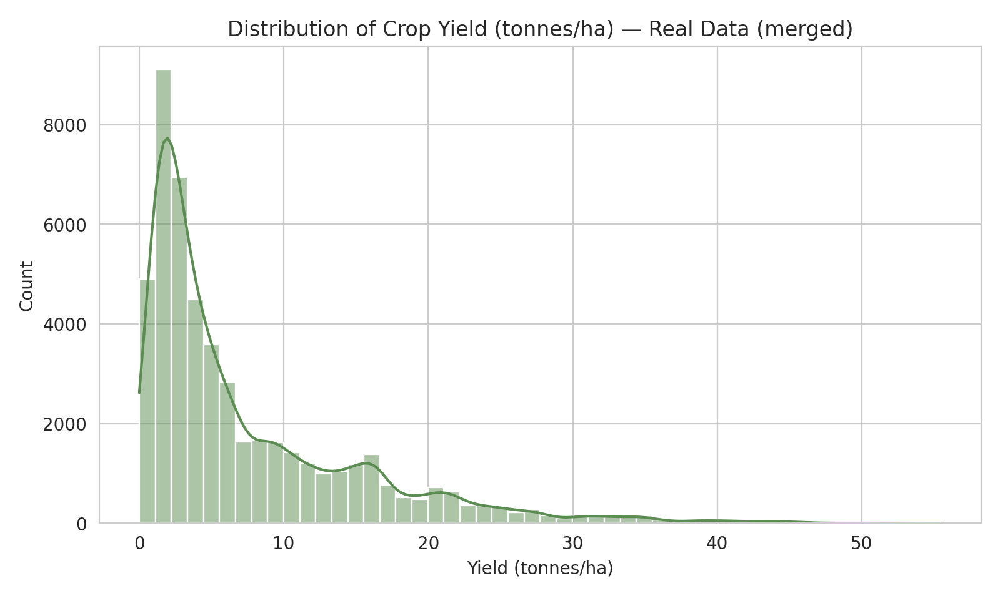 Distribution of Crop Yield (tonnes/ha) — Real Data (merged)
8000
6000
4000
2000
0
Count
0 10 20 30 40 50
Yield (tonnes/ha)